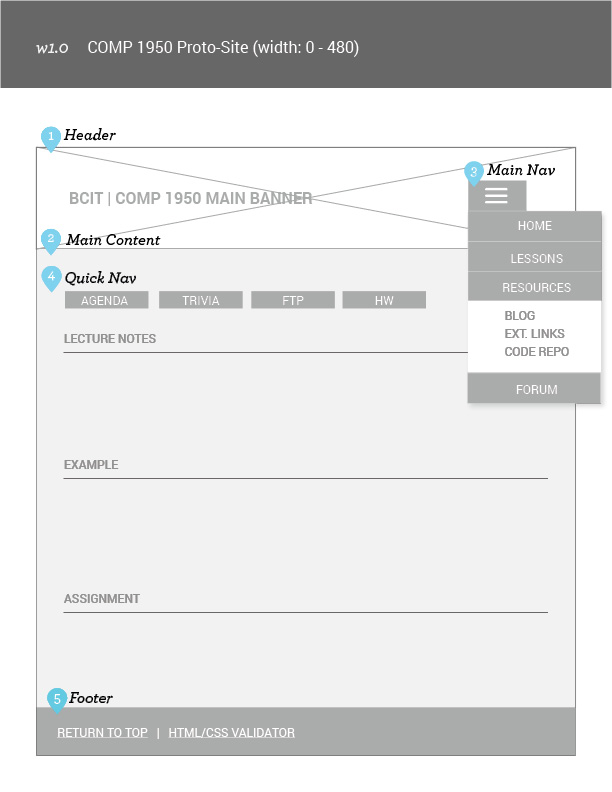 w1.0 COMP 1950 Proto-Site (width: 0 - 480)
1 Header
3 Main Nav
BCIT | COMP 1950 MAIN BANNER
HOME
2 Main Content
LESSONS
4 Quick Nav
RESOURCES
AGENDA TRIVIA FTP HW
BLOG
EXT. LINKS
LECTURE NOTES
CODE REPO
FORUM
EXAMPLE
ASSIGNMENT
5 Footer
RETURN TO TOP | HTML/CSS VALIDATOR